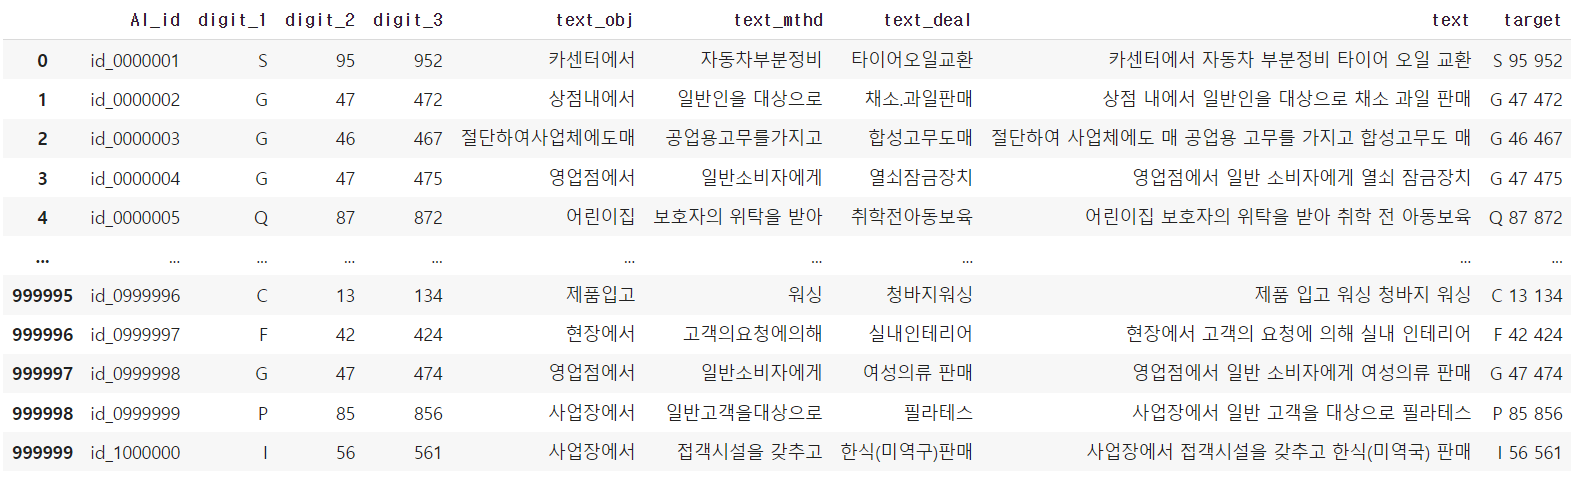 AI_id digit_1 digit_2 digit_3 text_obj text_mthd text_deal text target
0 id_0000001 S 95 952 카센터에서 자동차부분정비 타이어오일교환 카센터에서 자동차 부분정비 타이어 오일 교환 S 95 952
1 id_0000002 G 47 472 상점내에서 일반인을 대상으로 채소.과일판매 상점 내에서 일반인을 대상으로 채소 과일 판매 G 47 472
2 id_0000003 G 46 467 절단하여사업체에도매 공업용고무를가지고 합성고무도매 절단하여 사업체에도 매 공업용 고무를 가지고 합성고무도 매 G 46 467
3 id_0000004 G 47 475 영업점에서 일반소비자에게 열쇠잠금장치 영업점에서 일반 소비자에게 열쇠 잠금장치 G 47 475
4 id_0000005 Q 87 872 어린이집 보호자의 위탁을 받아 취학전아동보육 어린이집 보호자의 위탁을 받아 취학 전 아동보육 Q 87 872
... ... ... ... ... ... ... ... ... ...
999995 id_0999996 C 13 134 제품입고 워싱 청바지워싱 제품 입고 워싱 청바지 워싱 C 13 134
999996 id_0999997 F 42 424 현장에서 고객의요청에의해 실내인테리어 현장에서 고객의 요청에 의해 실내 인테리어 F 42 424
999997 id_0999998 G 47 474 영업점에서 일반소비자에게 여성의류 판매 영업점에서 일반 소비자에게 여성의류 판매 G 47 474
999998 id_0999999 P 85 856 사업장에서 일반고객을대상으로 필라테스 사업장에서 일반 고객을 대상으로 필라테스 P 85 856
999999 id_1000000 I 56 561 사업장에서 접객시설을 갖추고 한식(미역구)판매 사업장에서 접객시설을 갖추고 한식(미역국) 판매 I 56 561